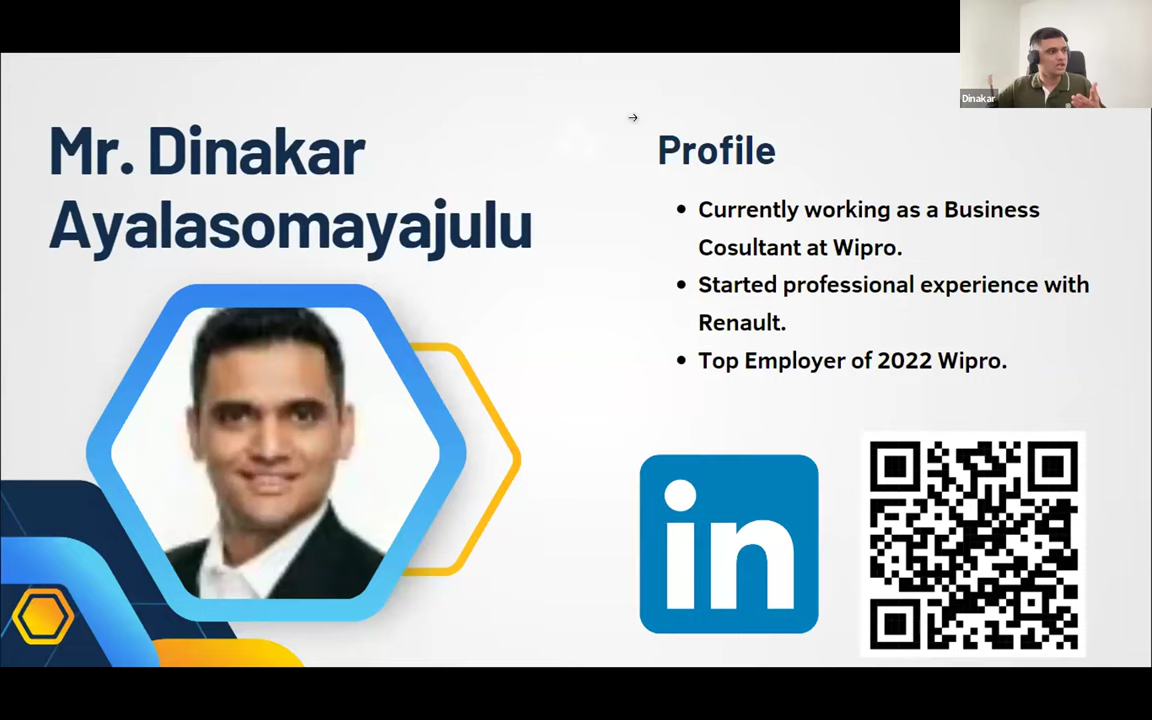 Dinakar
Mr. Dinakar
Ayalasomayajulu
Profile
Currently working as a Business
Cosultant at Wipro.
Started professional experience with
Renault.
Top Employer of 2022 Wipro.
in